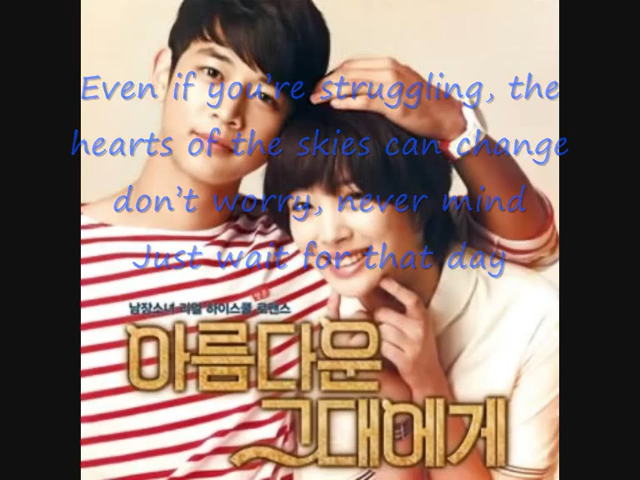 Even if you're struggling, the
hearts of the skies can change
don't worry, never mind
Just wait for that day
남장소녀 리얼 하이스쿨 로맨스
아름다운
그대에게